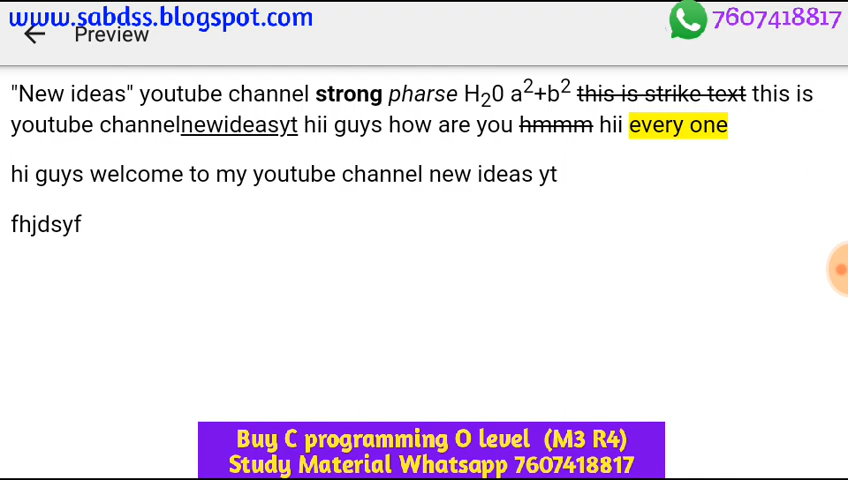 www.sabdss.blogspot.com
7607418817
Preview
"New ideas" youtube channel strong pharse H₂0 a²+b² this is strike text this is
youtube channelnewideasyt hii guys how are you hmmm hii every one
hi guys welcome to my youtube channel new ideas yt
fhjdsyf
Buy C programming O level (M3 R4)
Study Material Whatsapp 7607418817